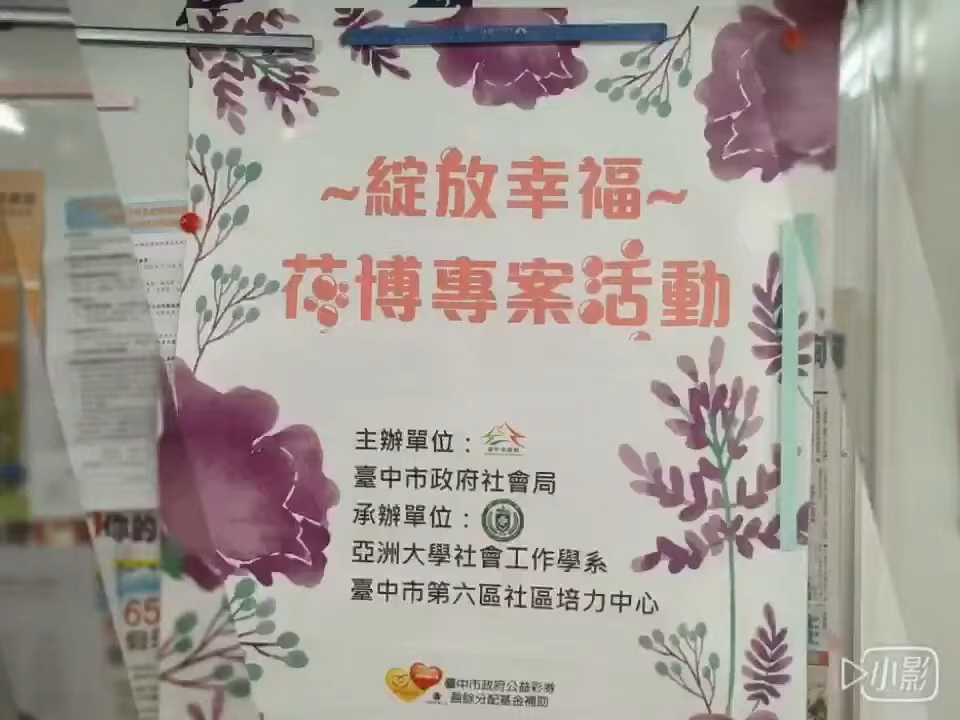 ~綻放幸福~
花博專案活動
主辦單位：
臺中市政府社會局
承辦單位：
亞洲大學社會工作學系
臺中市第六區社區培力中心
臺中市政府公益彩券
盈餘分配基金補助
你的
65
小影